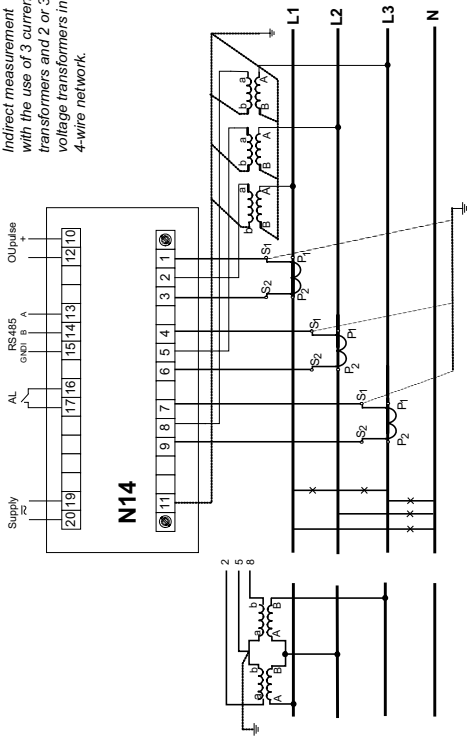 Indirect measurement
with the use of 3 curren
transformers and 2 or 3
voltage transformers in
4-wire network.
Supply AL RS485 OUpulse
GNDI B A +
20 19 17 16 15 14 13 12 10
N14
11 9 8 7 6 5 4 3 2 1
2
5
8
a b a b
A B A B
b a b a b a
B A B A B A
S2 S1
P2 P1
S2 S1
P2 P1
S2 S1
P2 P1
L1
L2
L3
N